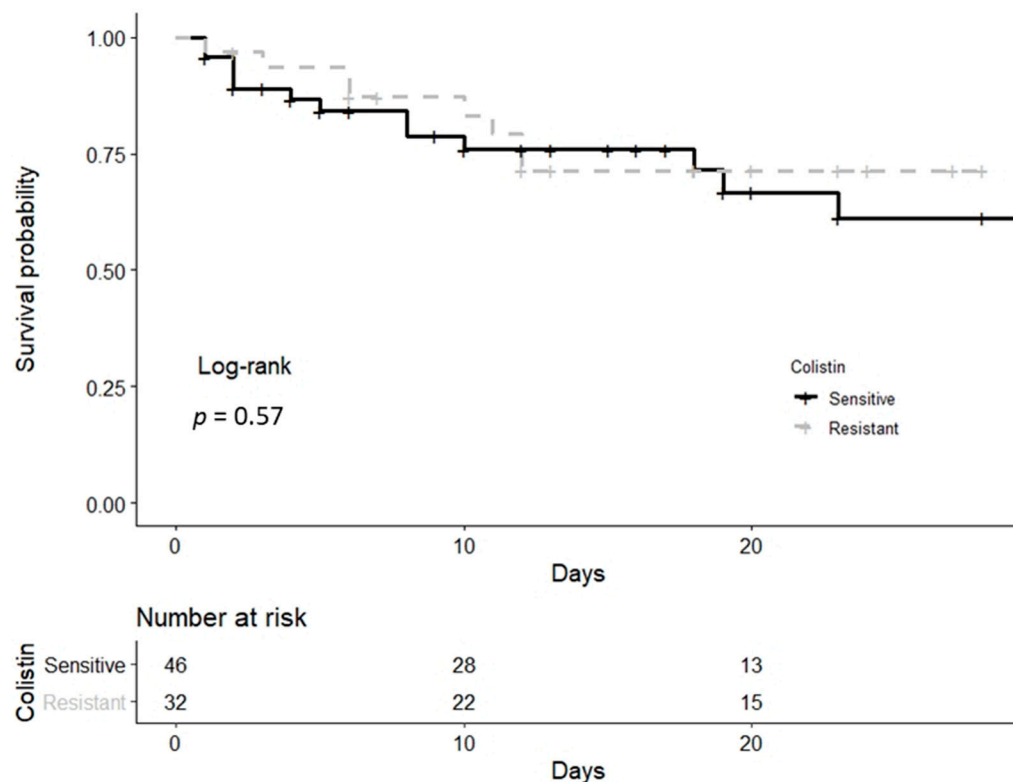 1.00
0.75
0.50
0.25
0.00
Survival probability
Log-rank
p = 0.57
Colistin
Sensitive
Resistant
0 10 20
Days
Number at risk
Colistin
Sensitive 46 28 13
Resistant 32 22 15
0 10 20
Days